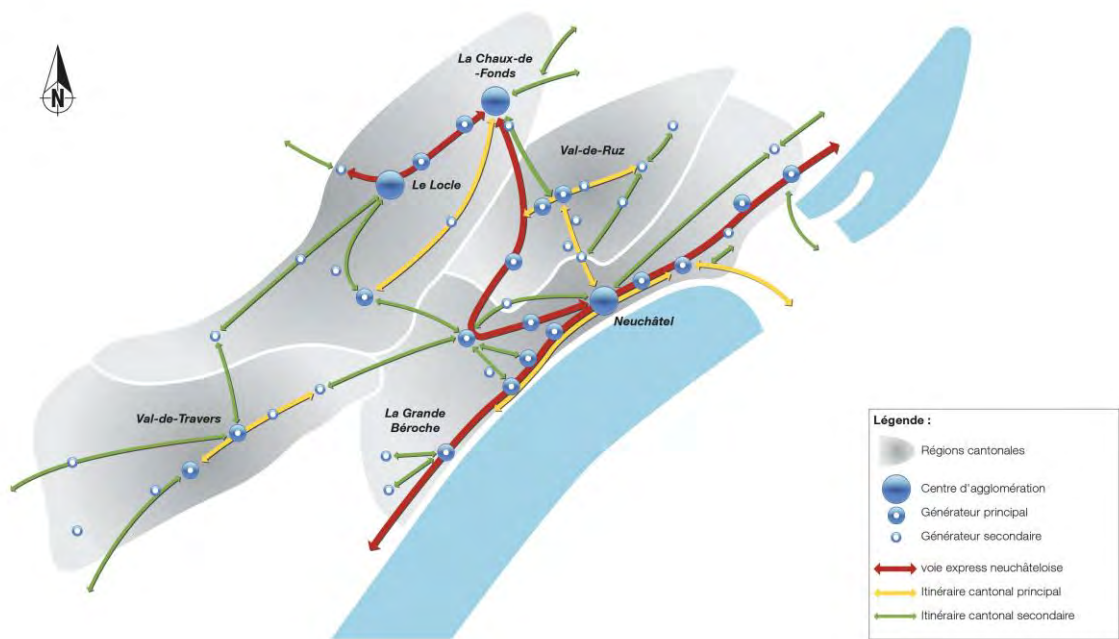 La Chaux-de
-Fonds
N
Val-de-Ruz
Le Locle
Neuchâtel
Val-de-Travers
La Grande
Béroche
Légende :
Régions cantonales
Centre d'agglomération
Générateur principal
Générateur secondaire
voie express neuchâteloise
Itinéraire cantonal principal
Itinéraire cantonal secondaire